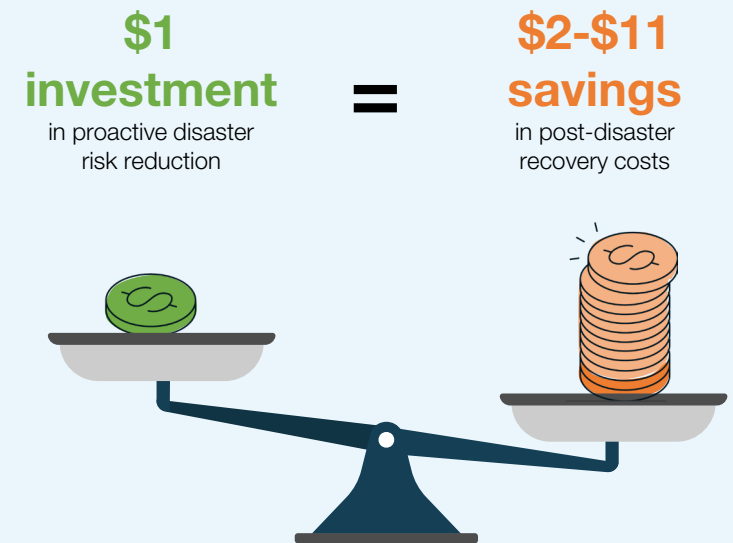 $1
investment
in proactive disaster
risk reduction
=
$2-$11
savings
in post-disaster
recovery costs